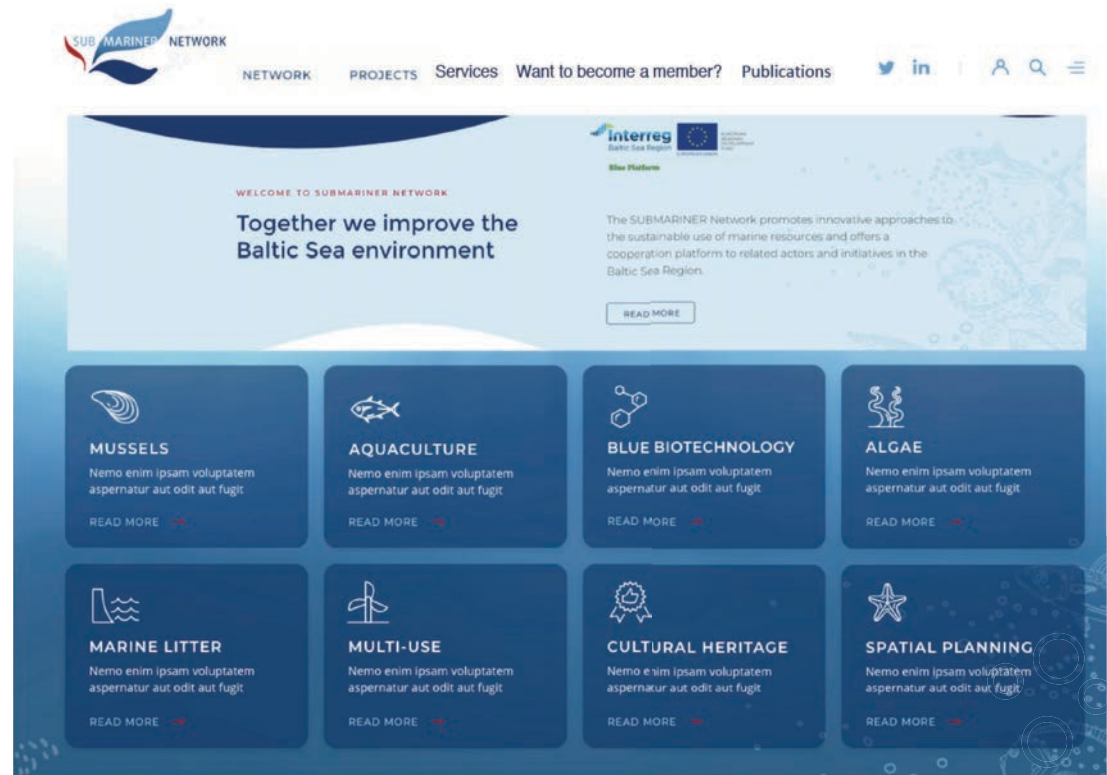 SUB MARINER NETWORK
NETWORK PROJECTS Services Want to become a member? Publications
Interreg
Baltic Sea Region
EUROPEAN UNION
EUROPEAN
REGIONAL
DEVELOPMENT
FUND
Blue Platform
WELCOME TO SUBMARINER NETWORK
Together we improve the
Baltic Sea environment
The SUBMARINER Network promotes innovative approaches to
the sustainable use of marine resources and offers a
cooperation platform to related actors and initiatives in the
Baltic Sea Region.
READ MORE
MUSSELS
Nemo enim ipsam voluptatem
aspernatur aut odit aut fugit
READ MORE
AQUACULTURE
Nemo enim ipsam voluptatem
aspernatur aut odit aut fugit
READ MORE
BLUE BIOTECHNOLOGY
Nemo enim ipsam voluptatem
aspernatur aut odit aut fugit
READ MORE
ALGAE
Nemo enim ipsam voluptatem
aspernatur aut odit aut fugit
READ MORE
MARINE LITTER
Nemo enim ipsam voluptatem
aspernatur aut odit aut fugit
READ MORE
MULTI-USE
Nemo enim ipsam voluptatem
aspernatur aut odit aut fugit
READ MORE
CULTURAL HERITAGE
Nemo enim ipsam voluptatem
aspernatur aut odit aut fugit
READ MORE
SPATIAL PLANNING
Nemo enim ipsam voluptatem
aspernatur aut odit aut fugit
READ MORE